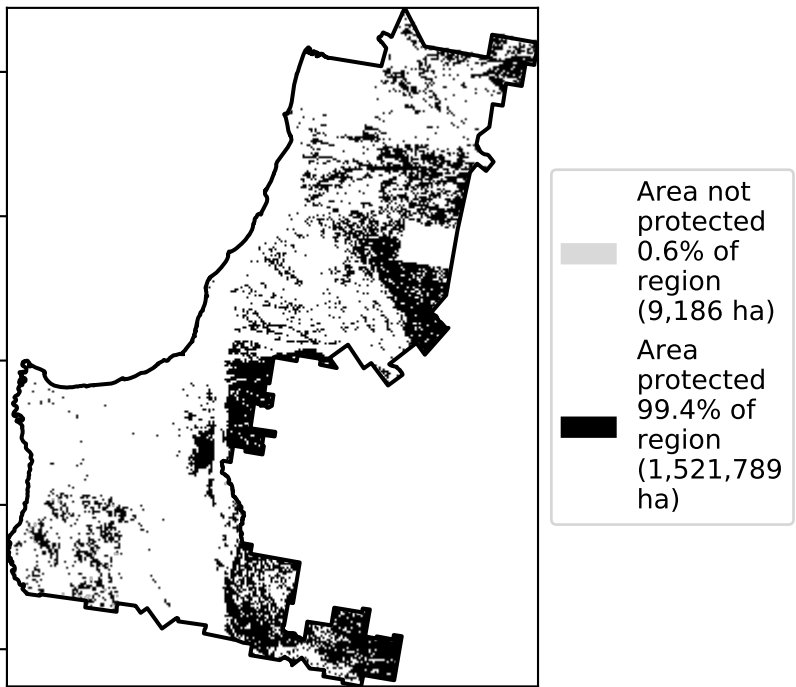 Area not
protected
0.6% of
region
(9,186 ha)
Area
protected
99.4% of
region
(1,521,789
ha)